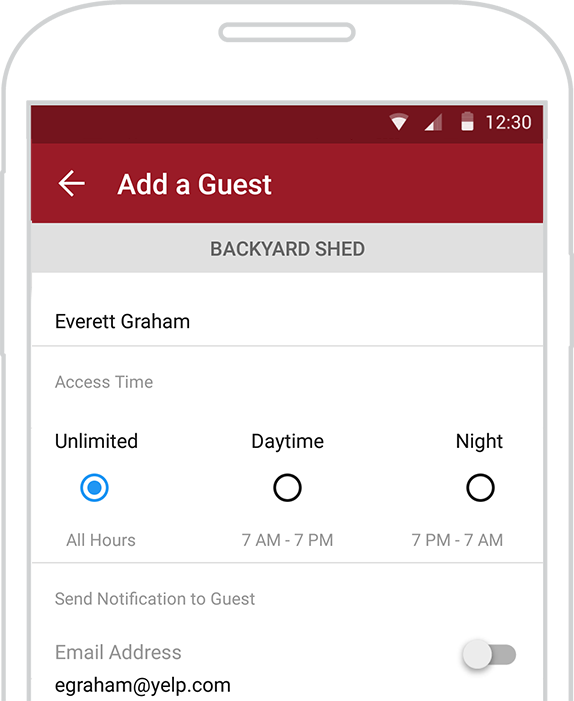 12:30
Add a Guest
BACKYARD SHED
Everett Graham
Access Time
Unlimited Daytime Night
All Hours 7 AM - 7 PM 7 PM - 7 AM
Send Notification to Guest
Email Address
egraham@yelp.com